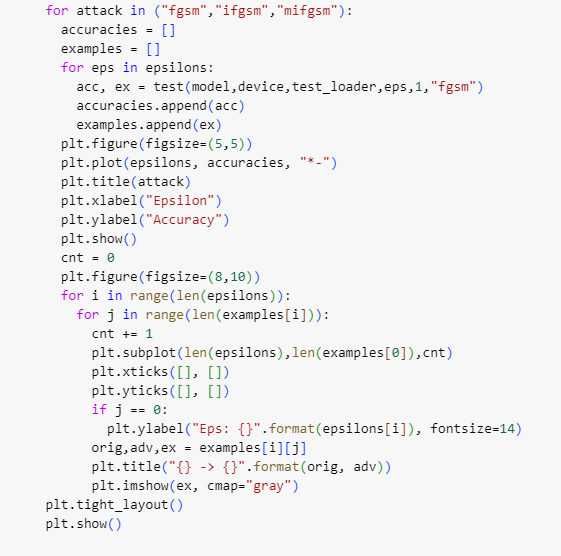 for attack in ("fgsm","ifgsm","mifgsm"):
  accuracies = []
  examples = []
  for eps in epsilons:
    acc, ex = test(model,device,test_loader,eps,1,"fgsm")
    accuracies.append(acc)
    examples.append(ex)
  plt.figure(figsize=(5,5))
  plt.plot(epsilons, accuracies, "*-")
  plt.title(attack)
  plt.xlabel("Epsilon")
  plt.ylabel("Accuracy")
  plt.show()
  cnt = 0
  plt.figure(figsize=(8,10))
  for i in range(len(epsilons)):
    for j in range(len(examples[i])):
      cnt += 1
      plt.subplot(len(epsilons),len(examples[0]),cnt)
      plt.xticks([], [])
      plt.yticks([], [])
      if j == 0:
        plt.ylabel("Eps: {}".format(epsilons[i]), fontsize=14)
      orig,adv,ex = examples[i][j]
      plt.title("{} -> {}".format(orig, adv))
      plt.imshow(ex, cmap="gray")
plt.tight_layout()
plt.show()